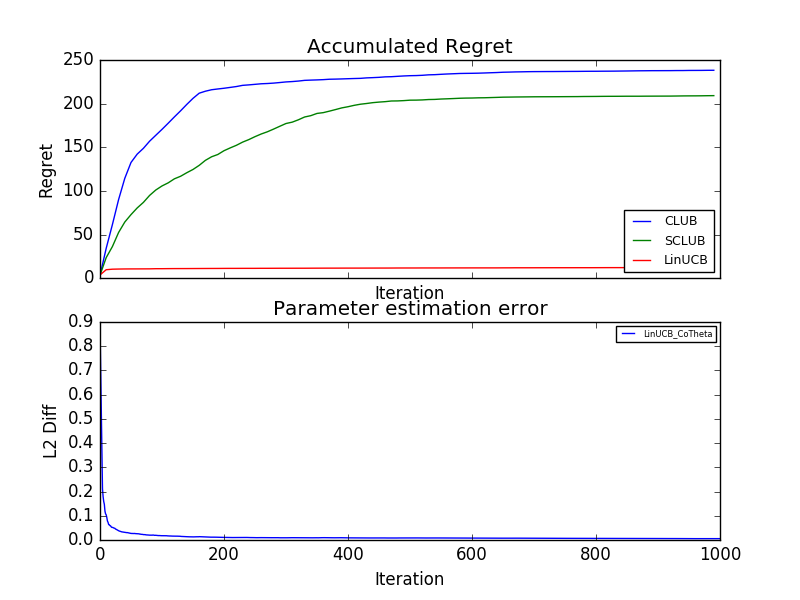 Accumulated Regret
250
200
150
100
50
0
Regret
CLUB
SCLUB
LinUCB
Iteration
Parameter estimation error
0.9
0.8
0.7
0.6
0.5
0.4
0.3
0.2
0.1
0.0
L2 Diff
LinUCB_CoTheta
0 200 400 600 800 1000
Iteration